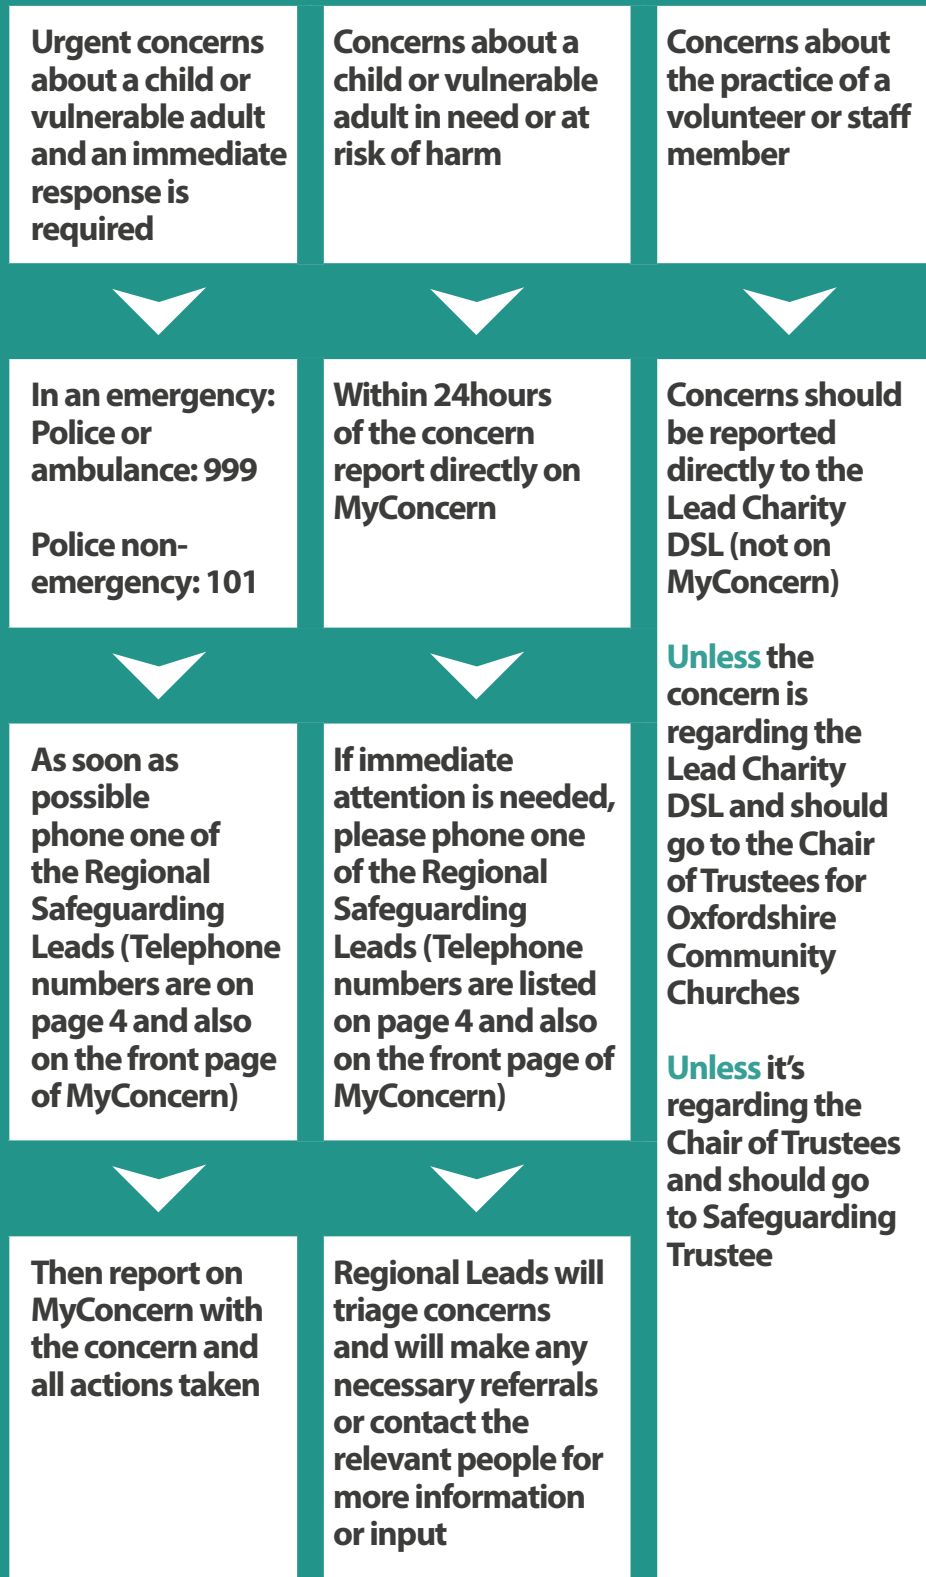 Urgent concerns
about a child or
vulnerable adult
and an immediate
response is
required
In an emergency:
Police or
ambulance: 999
Police non-
emergency: 101
As soon as
possible
phone one of
the Regional
Safeguarding
Leads (Telephone
numbers are on
page 4 and also
on the front page
of MyConcern)
Then report on
MyConcern with
the concern and
all actions taken
Concerns about a
child or vulnerable
adult in need or at
risk of harm
Within 24hours
of the concern
report directly on
MyConcern
If immediate
attention is needed,
please phone one
of the Regional
Safeguarding
Leads (Telephone
numbers are listed
on page 4 and also
on the front page of
MyConcern)
Regional Leads will
triage concerns
and will make any
necessary referrals
or contact the
relevant people for
more information
or input
Concerns about
the practice of a
volunteer or staff
member
Concerns should
be reported
directly to the
Lead Charity
DSL (not on
MyConcern)
Unless the
concern is
regarding the
Lead Charity
DSL and should
go to the Chair
of Trustees for
Oxfordshire
Community
Churches
Unless it’s
regarding the
Chair of Trustees
and should go
to Safeguarding
Trustee